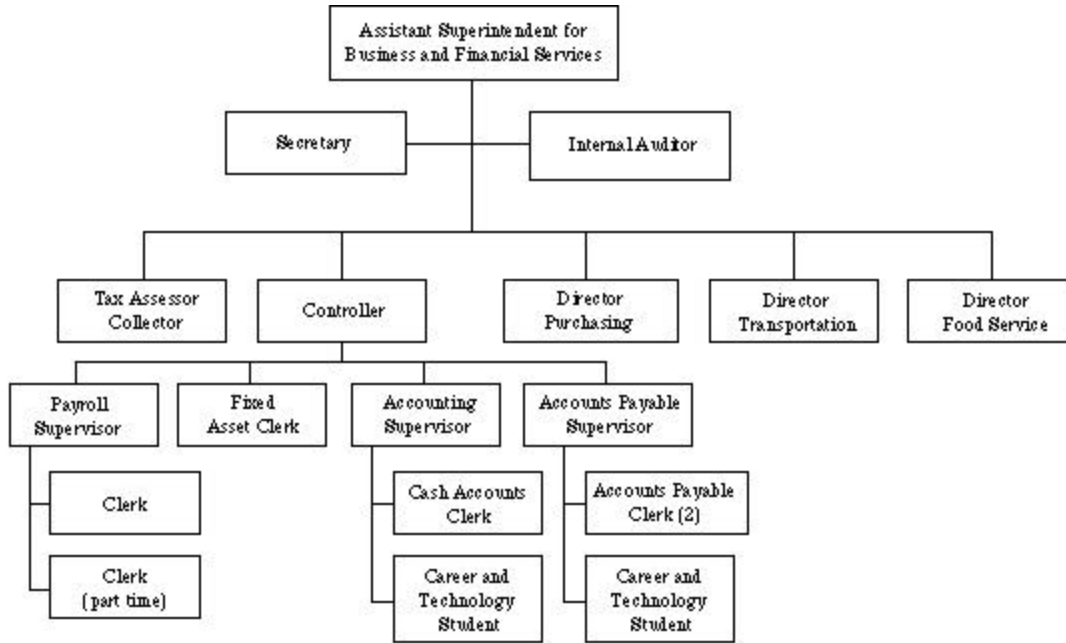 Assistant Superintendent for
Business and Financial Services
Secretary
Internal Auditor
Tax Assessor
Collector
Controller
Director
Purchasing
Director
Transportation
Director
Food Service
Payroll
Supervisor
Fixed
Asset Clerk
Accounting
Supervisor
Accounts Payable
Supervisor
Clerk
Cash Accounts
Clerk
Accounts Payable
Clerk (2)
Clerk
(part time)
Career and
Technology
Student
Career and
Technology
Student